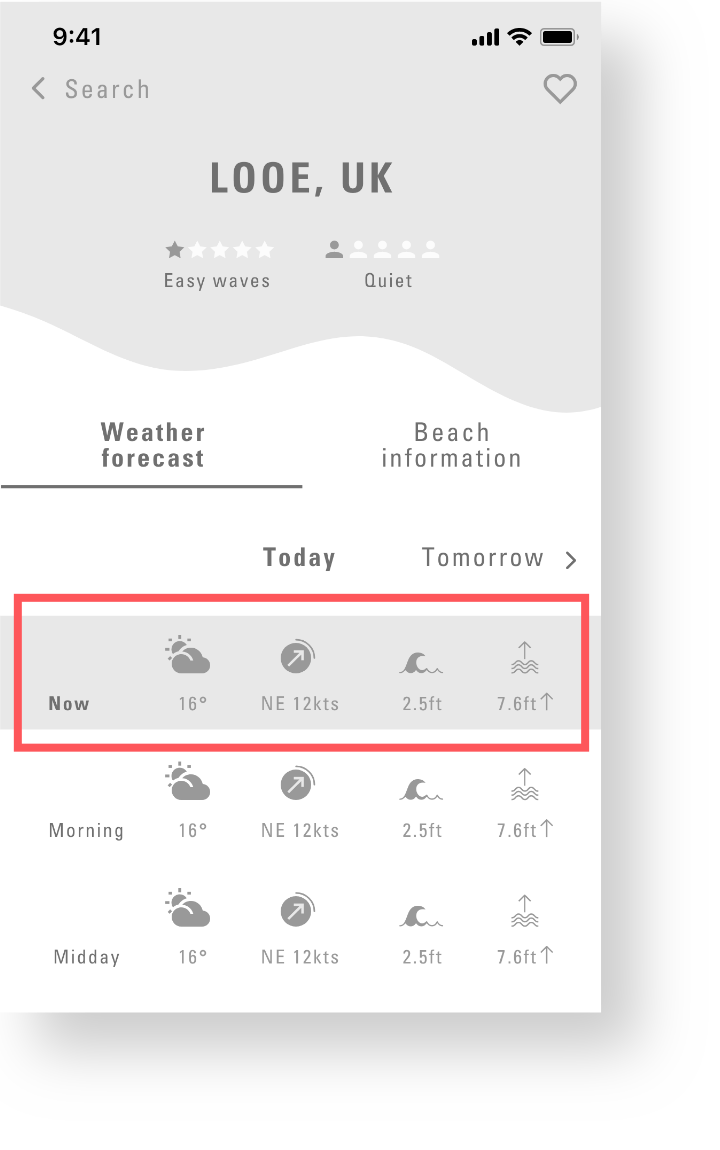 9:41
Search
LOOE, UK
Easy waves
Quiet
Weather
forecast
Beach
information
Today
Tomorrow
Now 16° NE 12kts 2.5ft 7.6ft↑
Morning 16° NE 12kts 2.5ft 7.6ft↑
Midday 16° NE 12kts 2.5ft 7.6ft↑